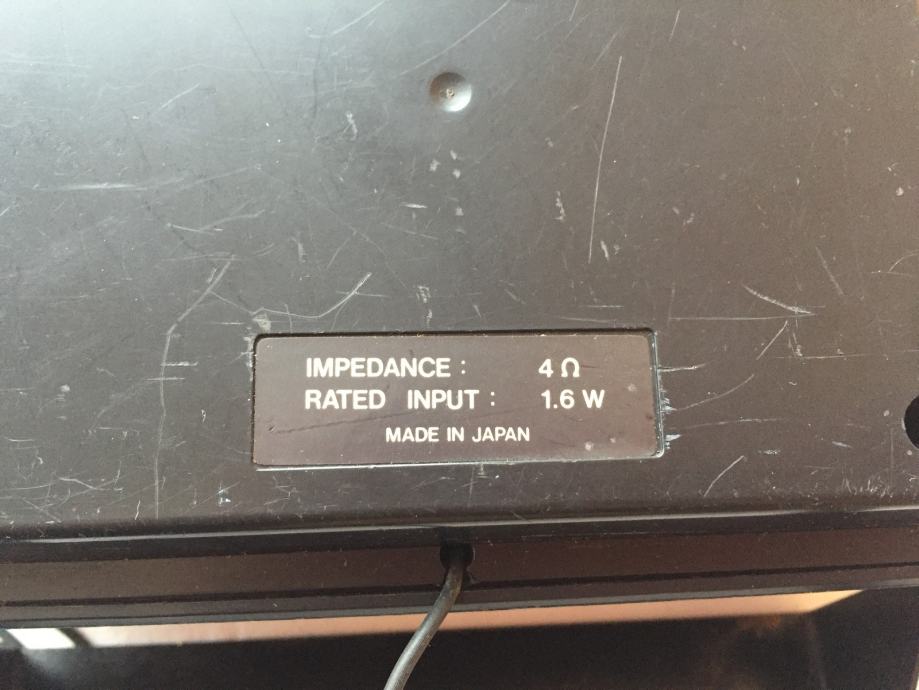 IMPEDANCE : 4 Ω
RATED INPUT : 1.6 W
MADE IN JAPAN